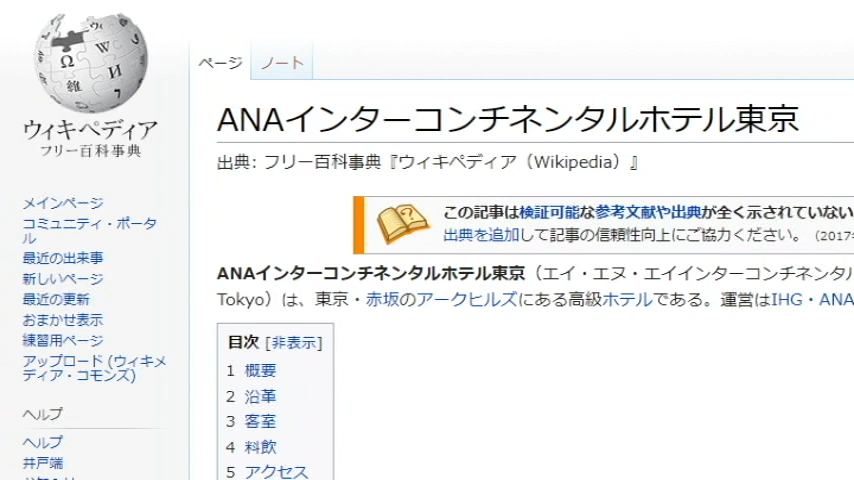 ウィキペディア
フリー百科事典
メインページ
コミュニティ・ポータ
ル
最近の出来事
新しいページ
最近の更新
おまかせ表示
練習用ページ
アップロード (ウィキメ
ディア・コモンズ)
ヘルプ
ヘルプ
井戸端
ページ
ノート
ANAインターコンチネンタルホテル東京
出典: フリー百科事典『ウィキペディア（Wikipedia）』
この記事は検証可能な参考文献や出典が全く示されていない
出典を追加して記事の信頼性向上にご協力ください。（2017
ANAインターコンチネンタルホテル東京（エイ・エヌ・エイインターコンチネンタル
Tokyo）は、東京・赤坂のアークヒルズにある高級ホテルである。運営はIHG・ANA
目次 [非表示]
1 概要
2 沿革
3 客室
4 料飲
5 アクセス